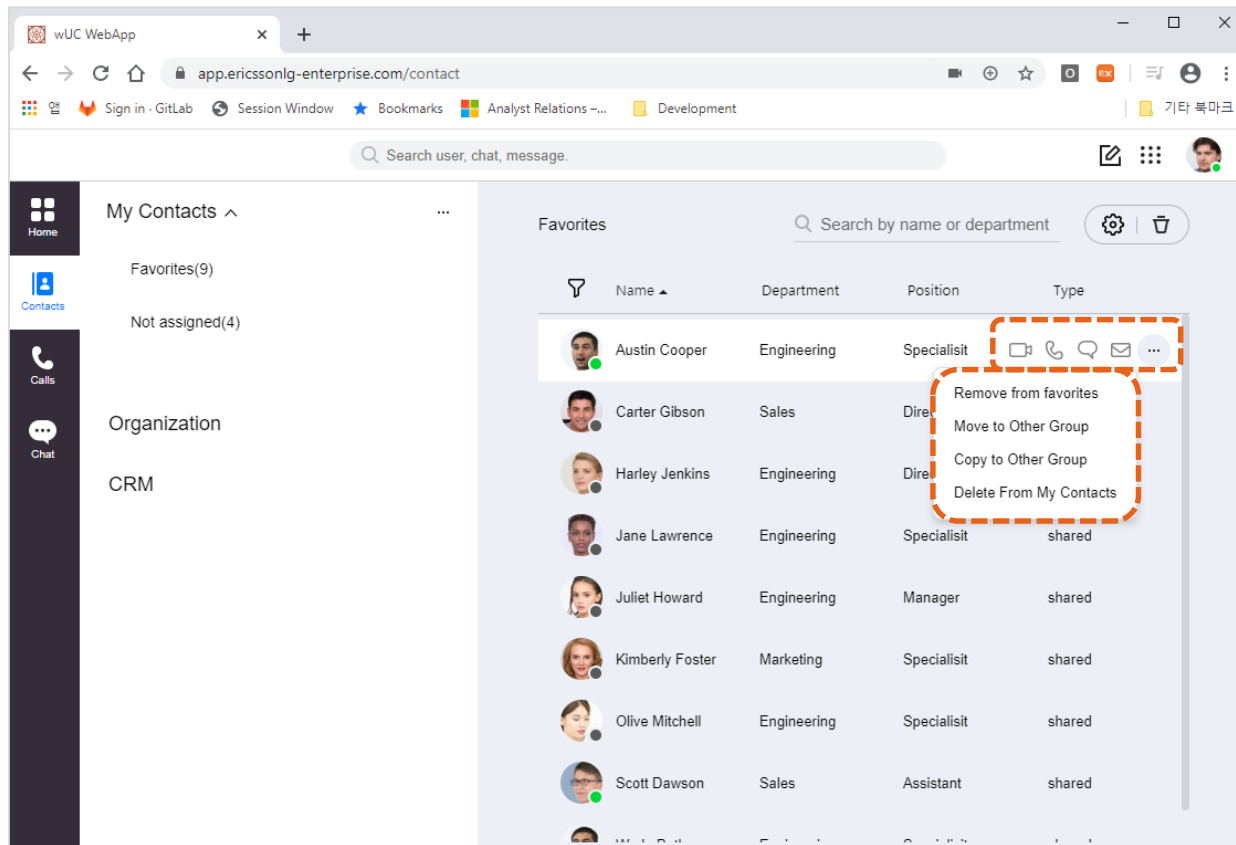 wUC WebApp
app.ericssonlg-enterprise.com/contact
앱 Sign in · GitLab Session Window Bookmarks Analyst Relations –... Development 기타 북마크
Search user, chat, message.
Home
Contacts
Calls
Chat
My Contacts ...
Favorites(9)
Not assigned(4)
Organization
CRM
Favorites Search by name or department
Name Department Position Type
Austin Cooper Engineering Specialisit ...
Remove from favorites
Move to Other Group
Copy to Other Group
Delete From My Contacts
Carter Gibson Sales
Harley Jenkins Engineering
Jane Lawrence Engineering Specialisit shared
Juliet Howard Engineering Manager shared
Kimberly Foster Marketing Specialisit shared
Olive Mitchell Engineering Specialisit shared
Scott Dawson Sales Assistant shared